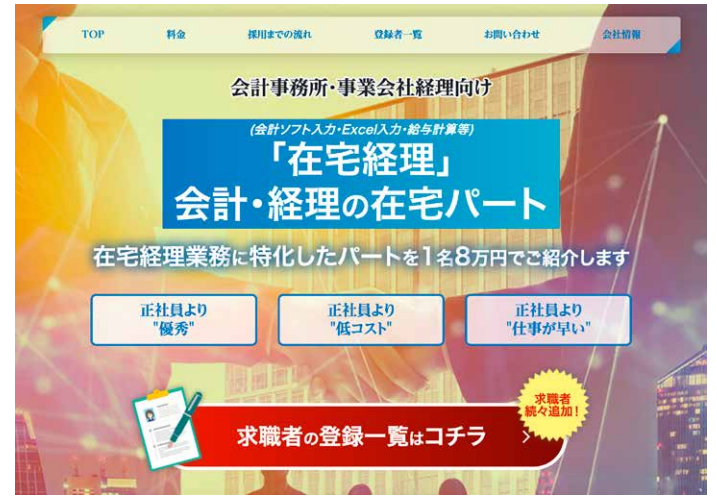 TOP
料金
採用までの流れ
登録者一覧
お問い合わせ
会社情報
会計事務所・事業会社経理向け
(会計ソフト入力・Excel入力・給与計算等)
「在宅経理」
会計・経理の在宅パート
在宅経理業務に特化したパートを1名8万円でご紹介します
正社員より
"優秀"
正社員より
"低コスト"
正社員より
"仕事が早い"
求職者
続々追加!
求職者の登録一覧はコチラ